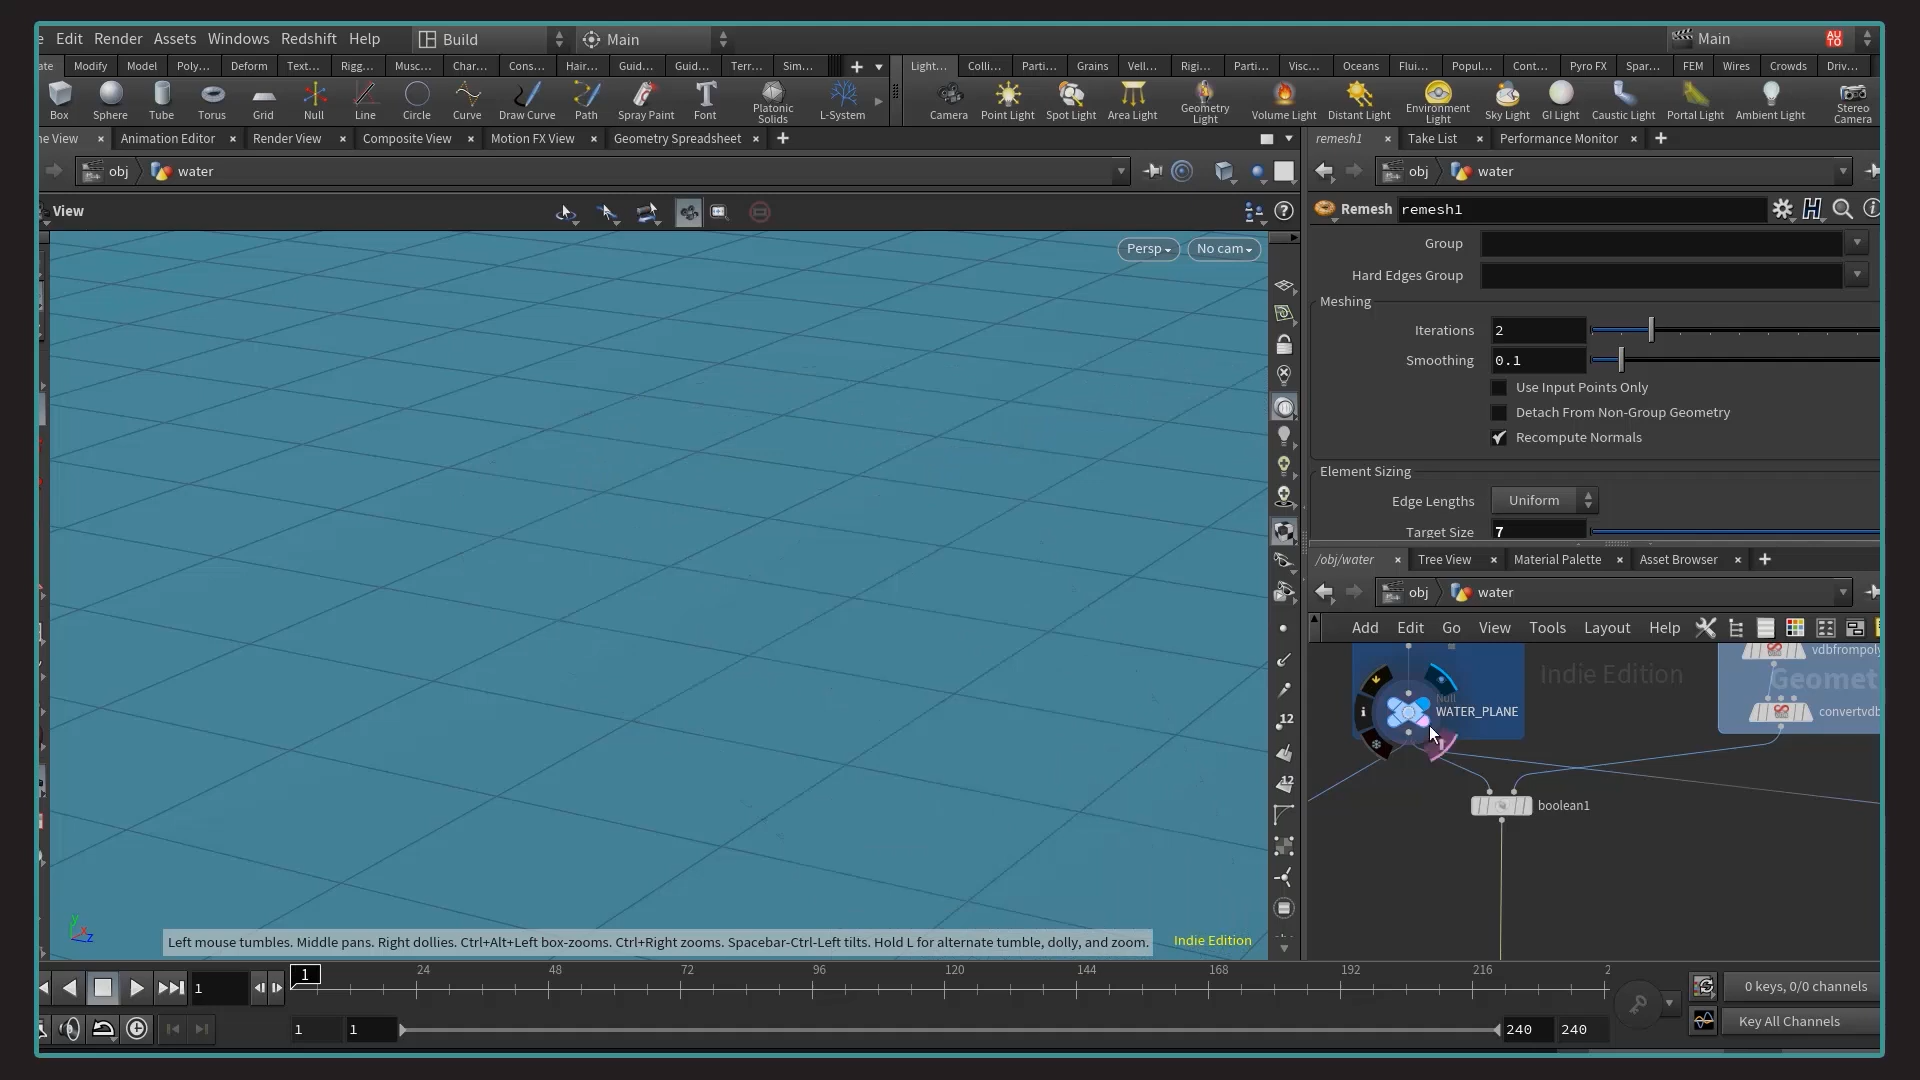 e Edit Render Assets Windows Redshift Help Build Main Main AUTO
ate Modify Model Poly... Deform Text... Rigg... Musc... Char... Cons... Hair... Guid... Guid... Terr... Sim... Light... Colli... Parti... Grains Vell... Rigi... Parti... Visc... Oceans Flui... Popul... Cont... Pyro FX Spar... FEM Wires Crowds Driv...
Box Sphere Tube Torus Grid Null Line Circle Curve Draw Curve Path Spray Paint Font Platonic Solids L-System Camera Point Light Spot Light Area Light Geometry Light Volume Light Distant Light Environment Light Sky Light GI Light Caustic Light Portal Light Ambient Light Stereo Camera
ne View × Animation Editor × Render View × Composite View × Motion FX View × Geometry Spreadsheet × + remesh1 × Take List × Performance Monitor × +
obj water obj water
View
Remesh remesh1
Persp No cam
Group
Hard Edges Group
Meshing
Iterations 2
Smoothing 0.1
Use Input Points Only
Detach From Non-Group Geometry
Recompute Normals
Element Sizing
Edge Lengths Uniform
Target Size 7
/obj/water × Tree View × Material Palette × Asset Browser × +
obj water
Add Edit Go View Tools Layout Help
vdbfrompoly
Indie Edition
Geomet
Null
WATER_PLANE
convertvdb
12
12
boolean1
y
x
z
Left mouse tumbles. Middle pans. Right dollies. Ctrl+Alt+Left box-zooms. Ctrl+Right zooms. Spacebar-Ctrl-Left tilts. Hold L for alternate tumble, dolly, and zoom. Indie Edition
1 1 24 48 72 96 120 144 168 192 216 2
0 keys, 0/0 channels
1 1 240 240 Key All Channels